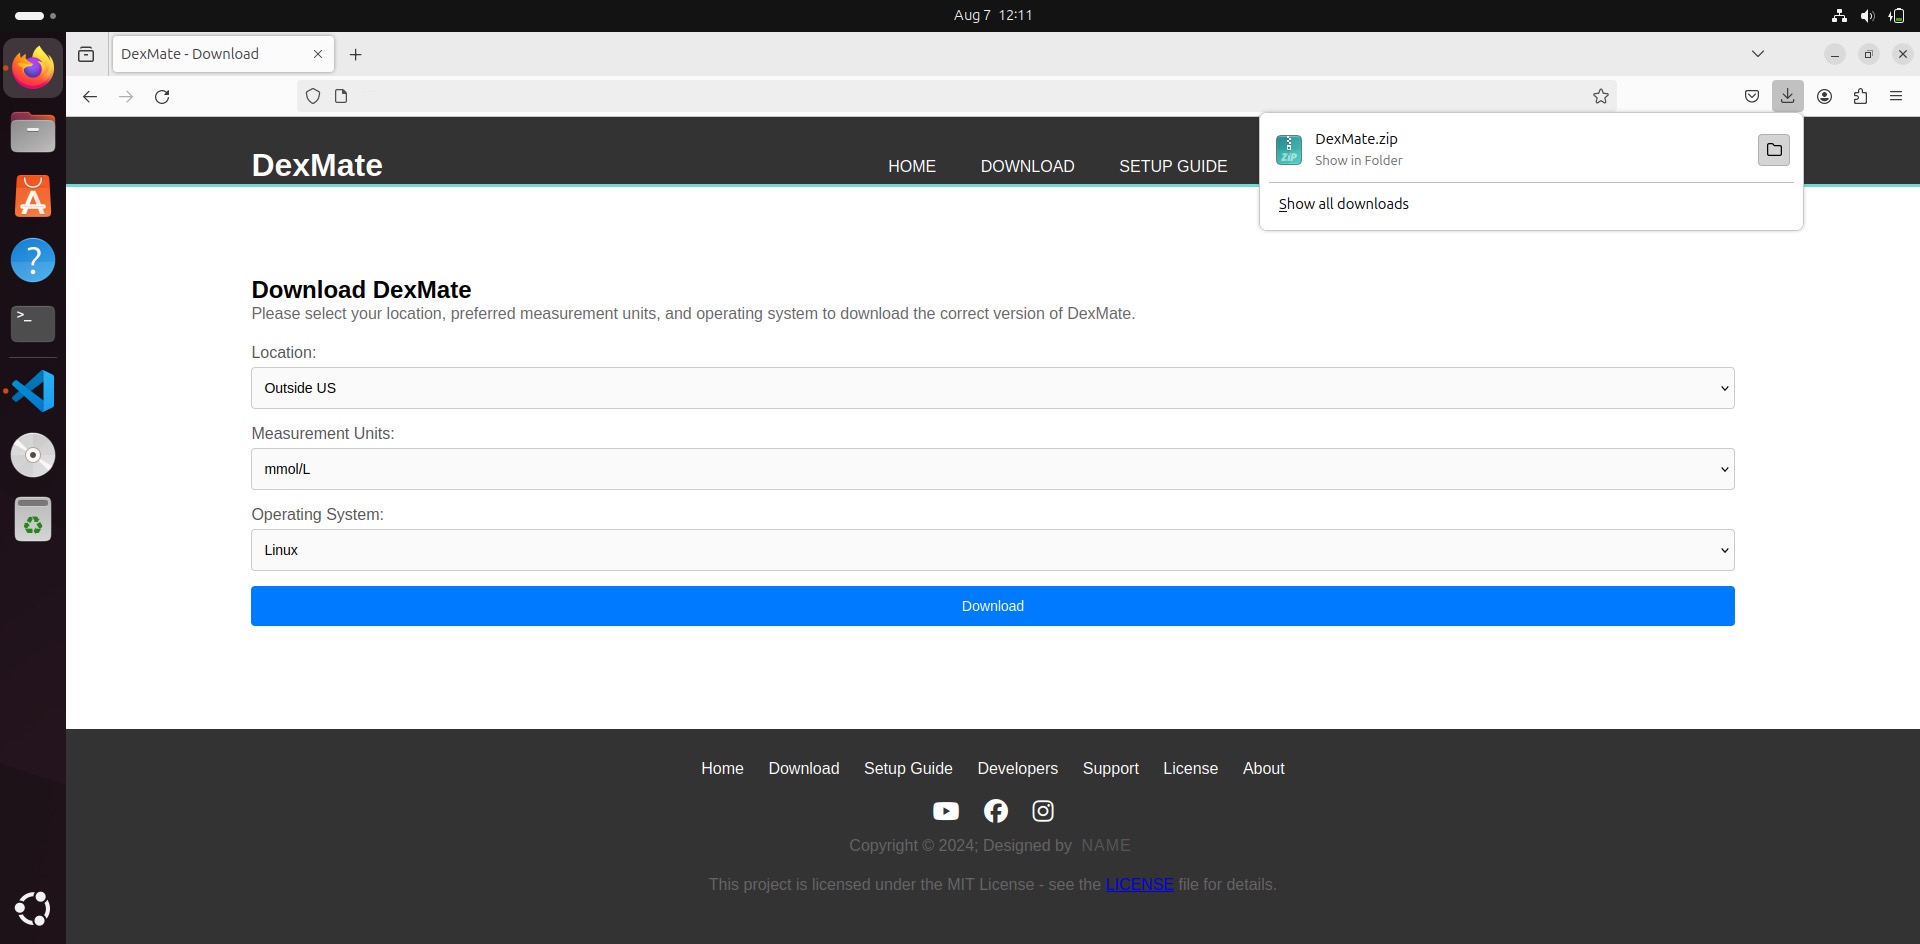 Aug 7 12:11
DexMate - Download
DexMate.zip
Show in Folder
Show all downloads
DexMate
HOME DOWNLOAD SETUP GUIDE
Download DexMate
Please select your location, preferred measurement units, and operating system to download the correct version of DexMate.
Location:
Outside US
Measurement Units:
mmol/L
Operating System:
Linux
Download
Home Download Setup Guide Developers Support License About
Copyright © 2024; Designed by NAME
This project is licensed under the MIT License - see the LICENSE file for details.